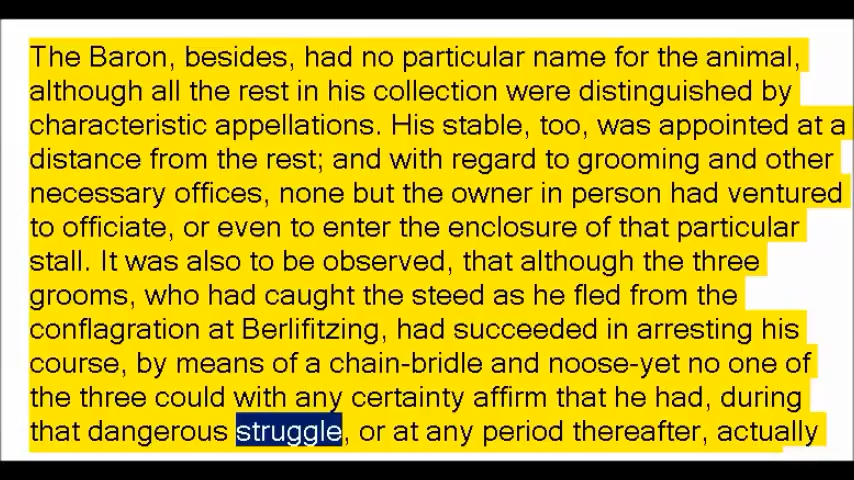 The Baron, besides, had no particular name for the animal,
although all the rest in his collection were distinguished by
characteristic appellations. His stable, too, was appointed at a
distance from the rest; and with regard to grooming and other
necessary offices, none but the owner in person had ventured
to officiate, or even to enter the enclosure of that particular
stall. It was also to be observed, that although the three
grooms, who had caught the steed as he fled from the
conflagration at Berlifitzing, had succeeded in arresting his
course, by means of a chain-bridle and noose-yet no one of
the three could with any certainty affirm that he had, during
that dangerous struggle, or at any period thereafter, actually